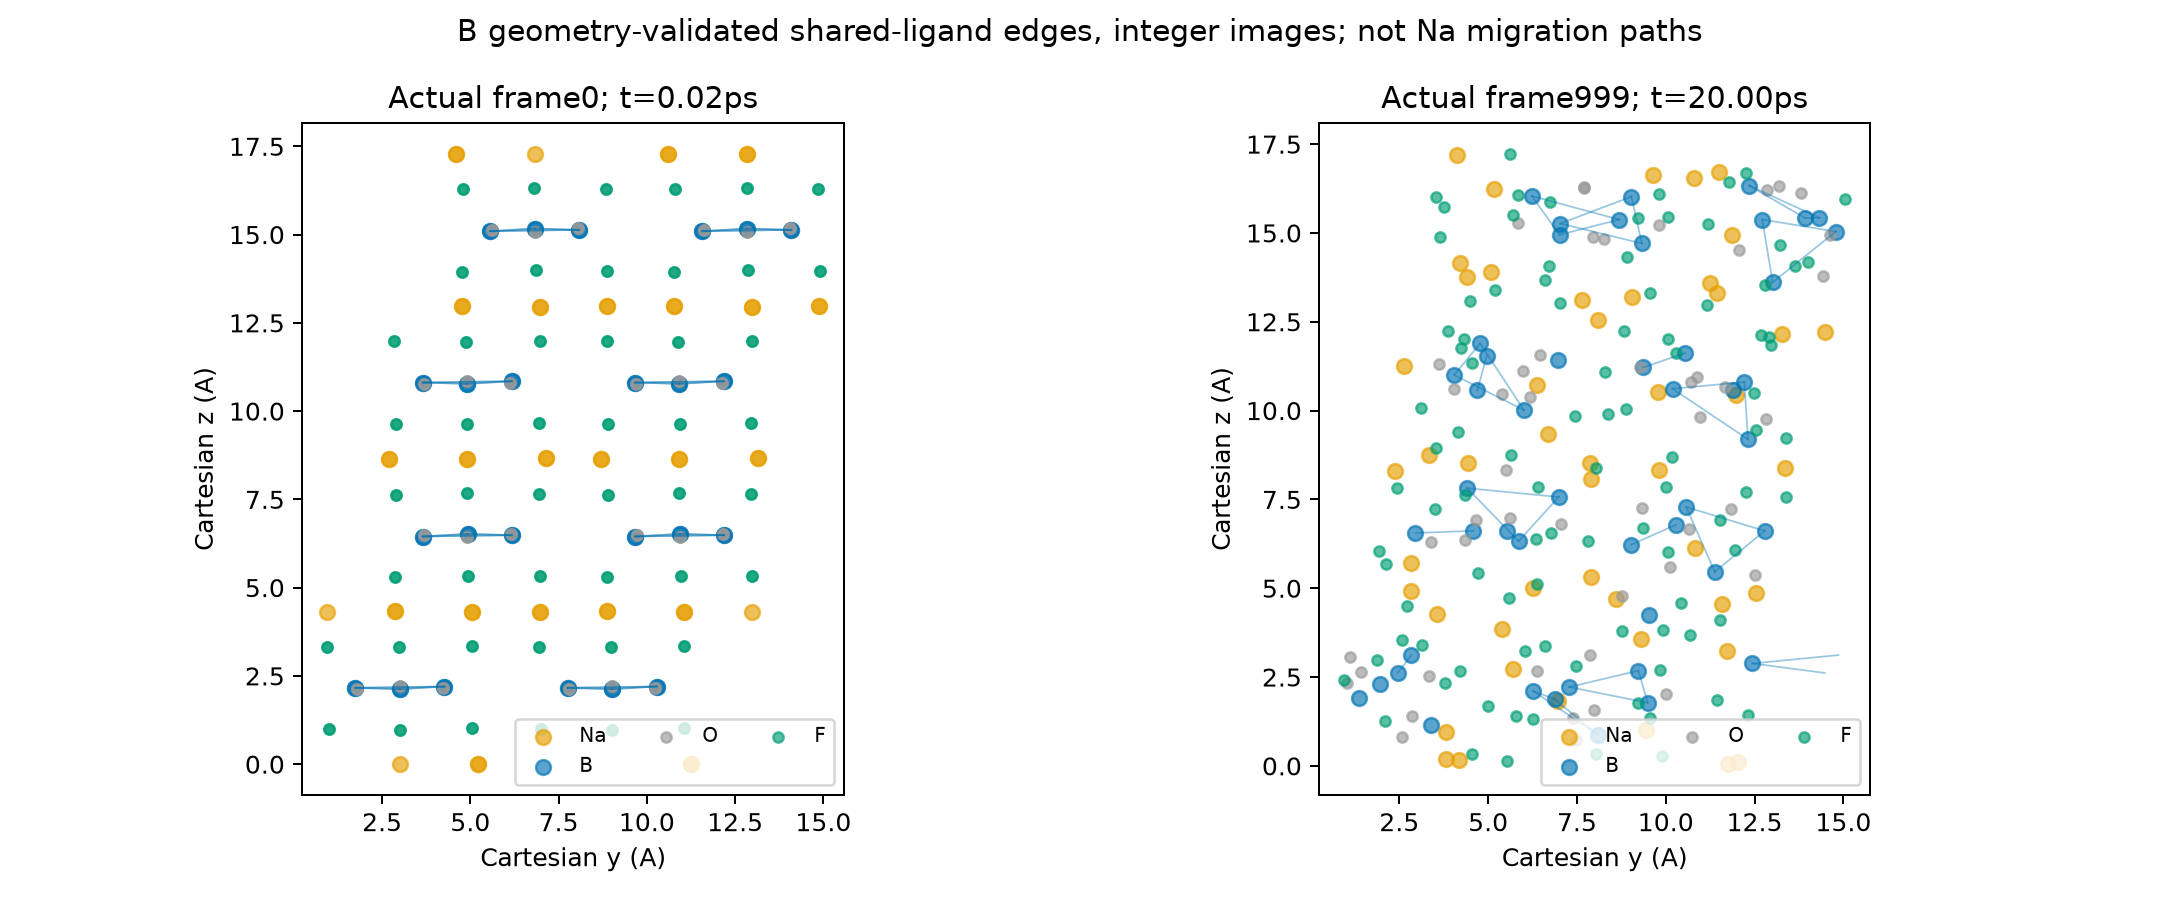 B geometry-validated shared-ligand edges, integer images; not Na migration paths
Actual frame0; t=0.02ps
17.5
15.0
12.5
10.0
7.5
5.0
2.5
0.0
Cartesian z (A)
2.5 5.0 7.5 10.0 12.5 15.0
Cartesian y (A)
Na O F
B
Actual frame999; t=20.00ps
17.5
15.0
12.5
10.0
7.5
5.0
2.5
0.0
Cartesian z (A)
2.5 5.0 7.5 10.0 12.5 15.0
Cartesian y (A)
Na O F
B